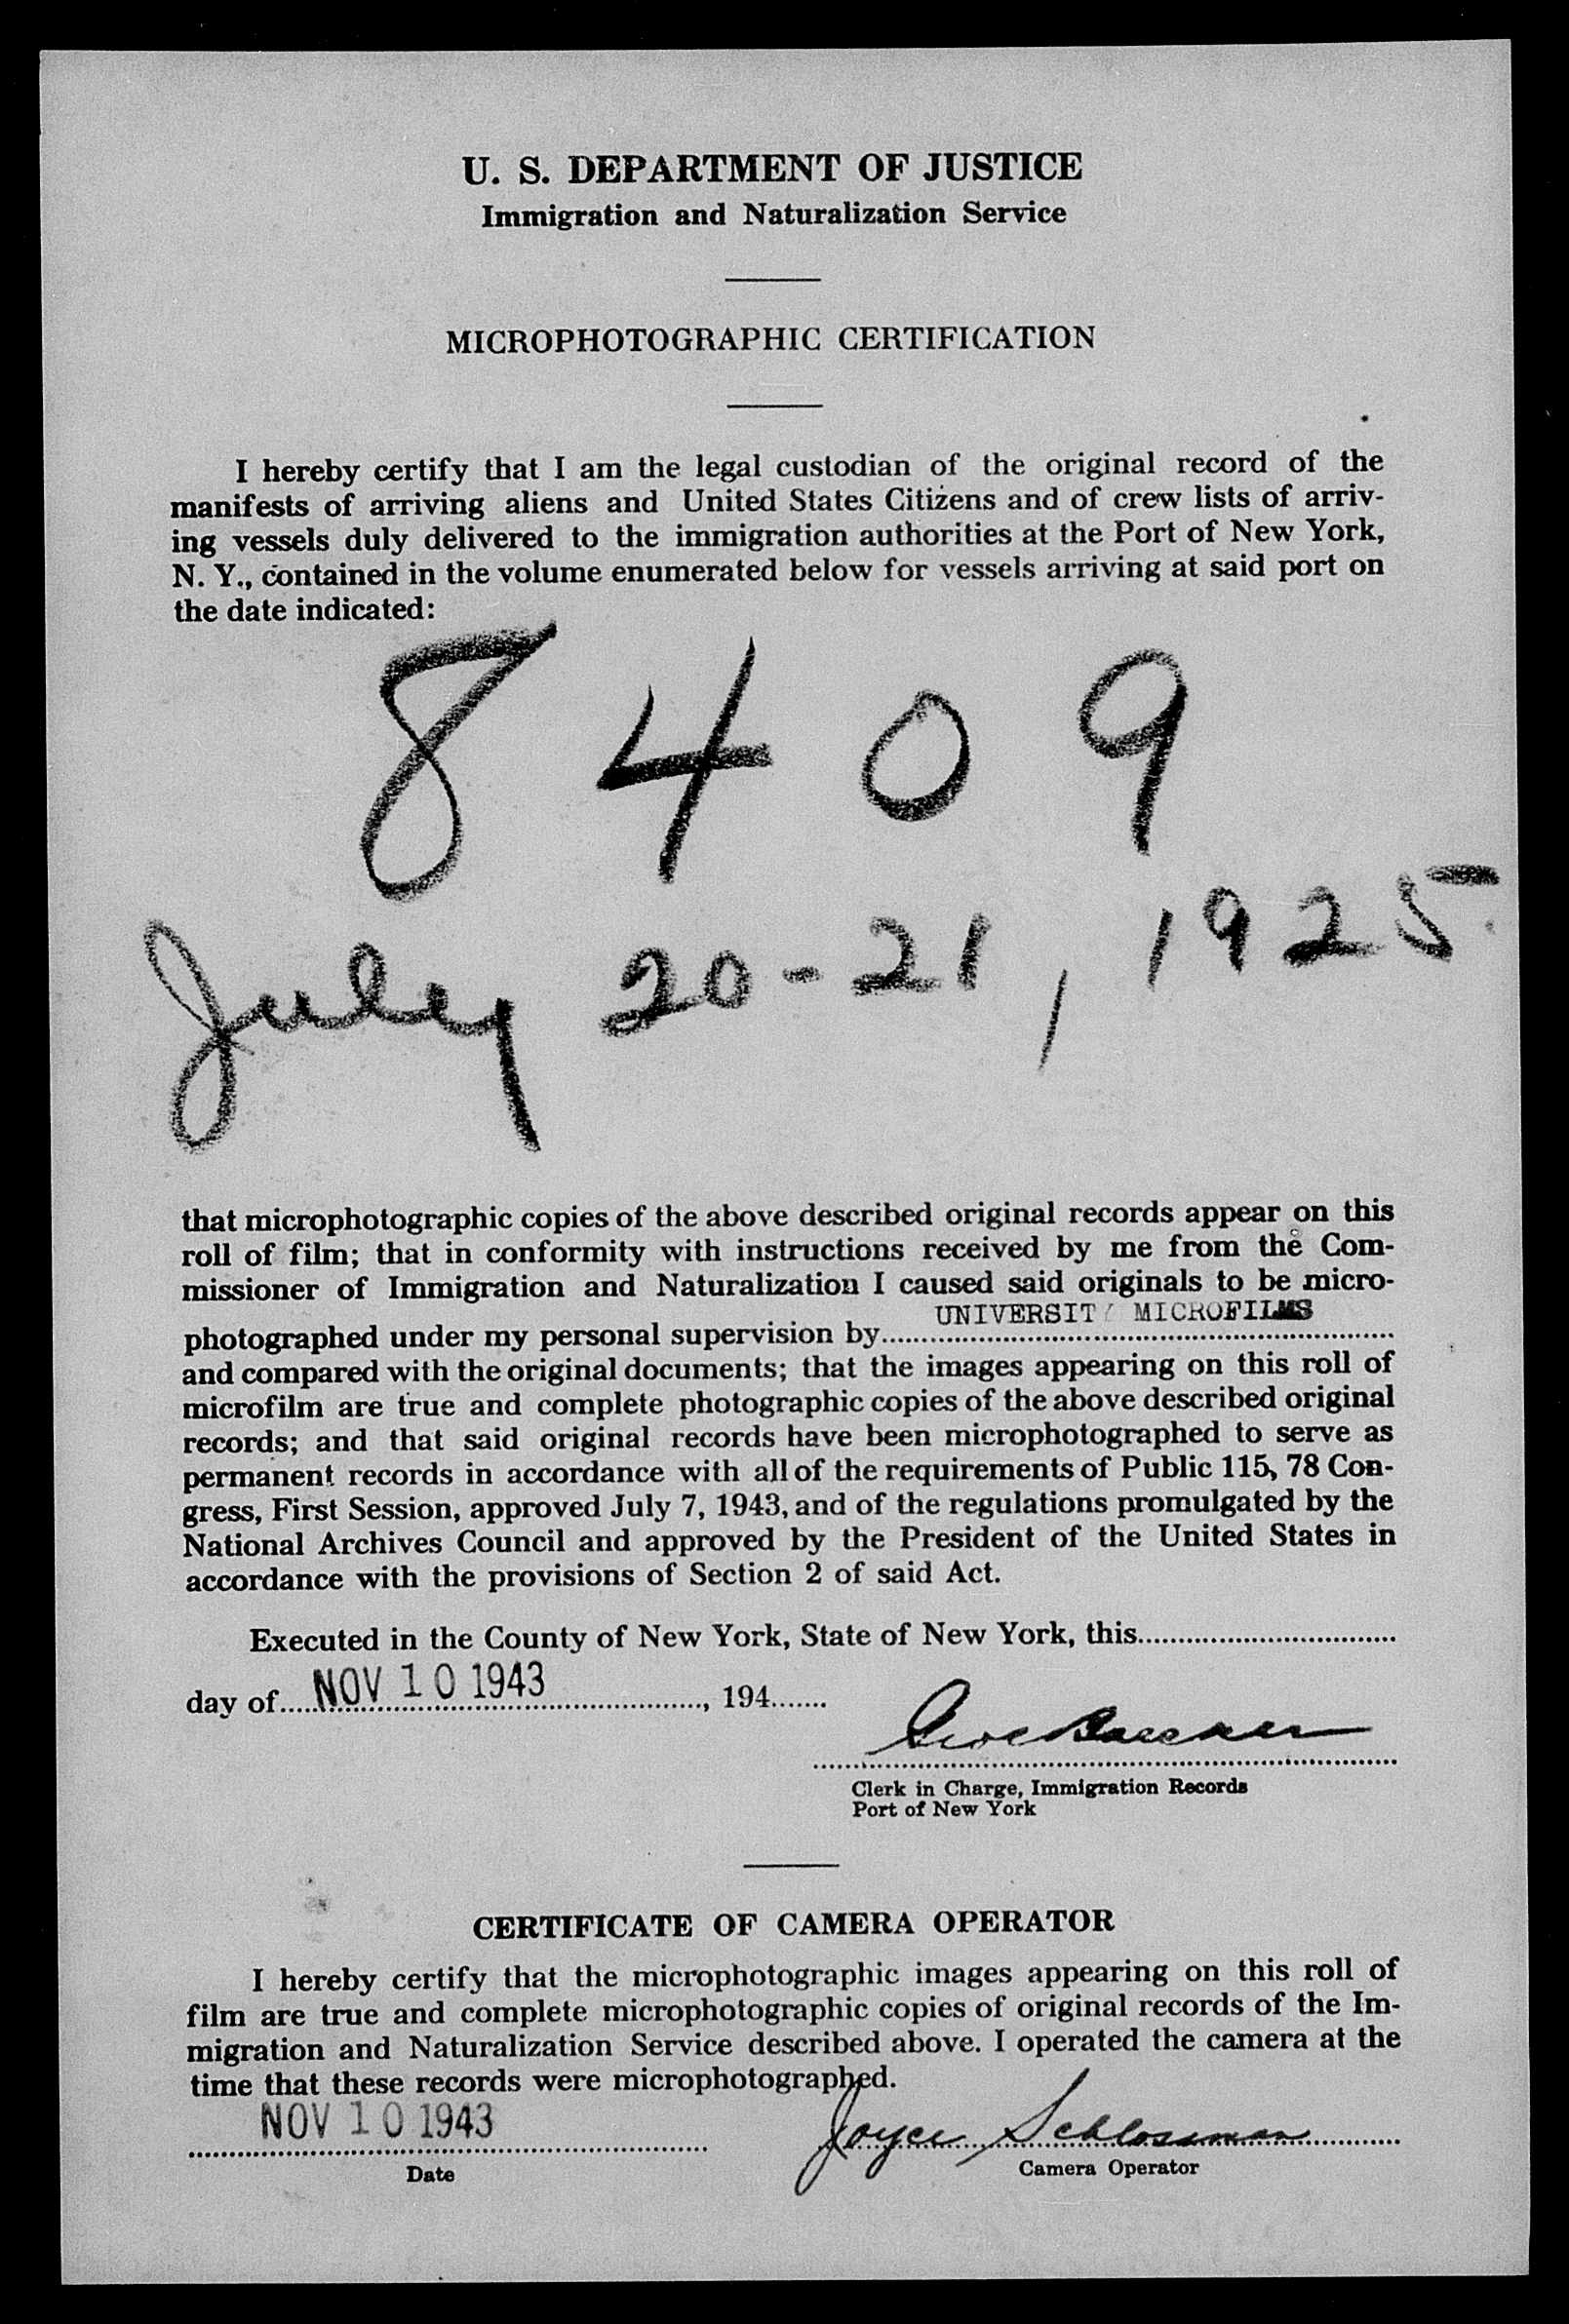 U. S. DEPARTMENT OF JUSTICE
Immigration and Naturalization Service
MICROPHOTOGRAPHIC CERTIFICATION
I hereby certify that I am the legal custodian of the original record of the
manifests of arriving aliens and United States Citizens and of crew lists of arriv-
ing vessels duly delivered to the immigration authorities at the Port of New York,
N. Y., contained in the volume enumerated below for vessels arriving at said port on
the date indicated:
8409
July 20-21, 1925
that microphotographic copies of the above described original records appear on this
roll of film; that in conformity with instructions received by me from the Com-
missioner of Immigration and Naturalization I caused said originals to be micro-
UNIVERSITY MICROFILMS
photographed under my personal supervision by
and compared with the original documents; that the images appearing on this roll of
microfilm are true and complete photographic copies of the above described original
records; and that said original records have been microphotographed to serve as
permanent records in accordance with all of the requirements of Public 115, 78 Con-
gress, First Session, approved July 7, 1943, and of the regulations promulgated by the
National Archives Council and approved by the President of the United States in
accordance with the provisions of Section 2 of said Act.
Executed in the County of New York, State of New York, this
day of NOV 10 1943, 194
Clerk in Charge, Immigration Records
Port of New York
CERTIFICATE OF CAMERA OPERATOR
I hereby certify that the microphotographic images appearing on this roll of
film are true and complete microphotographic copies of original records of the Im-
migration and Naturalization Service described above. I operated the camera at the
time that these records were microphotographed.
NOV 10 1943 Joyce Schlossman
Date Camera Operator